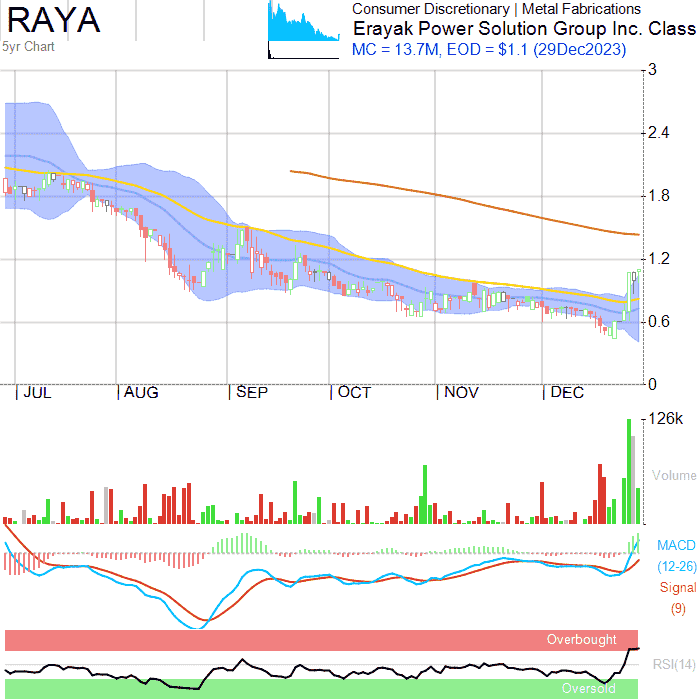 RAYA
5yr Chart
Consumer Discretionary | Metal Fabrications
Erayak Power Solution Group Inc. Class
MC = 13.7M, EOD = $1.1 (29Dec2023)
3
2.4
1.8
1.2
0.6
0
JUL AUG SEP OCT NOV DEC
126k
Volume
MACD
(12-26)
Signal
(9)
Overbought
RSI(14)
Oversold